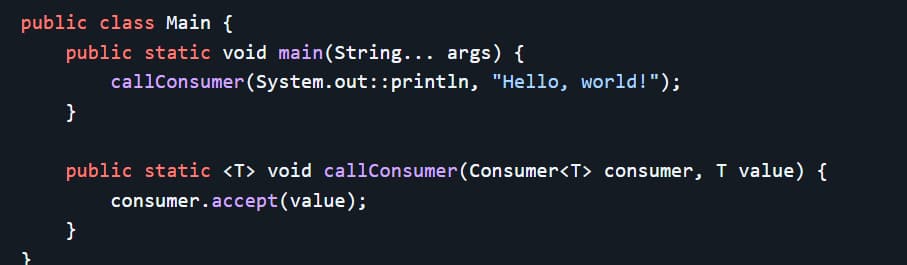 public class Main {
    public static void main(String... args) {
        callConsumer(System.out::println, "Hello, world!");
    }

    public static <T> void callConsumer(Consumer<T> consumer, T value) {
        consumer.accept(value);
    }
}